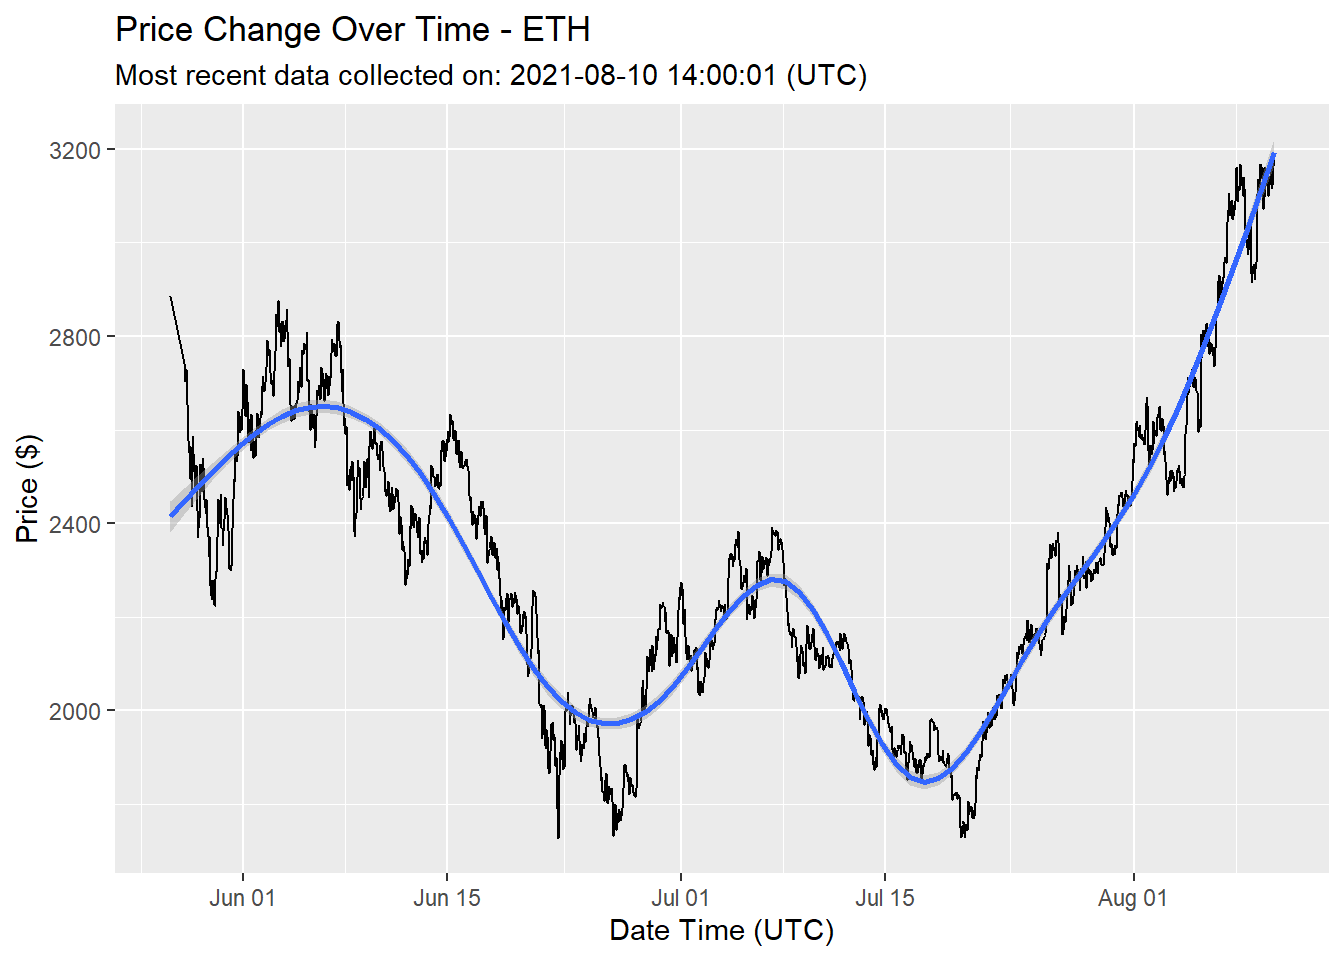 Price Change Over Time - ETH
Most recent data collected on: 2021-08-10 14:00:01 (UTC)
3200
2800
2400
2000
Price ($)
Jun 01
Jun 15
Jul 01
Jul 15
Aug 01
Date Time (UTC)